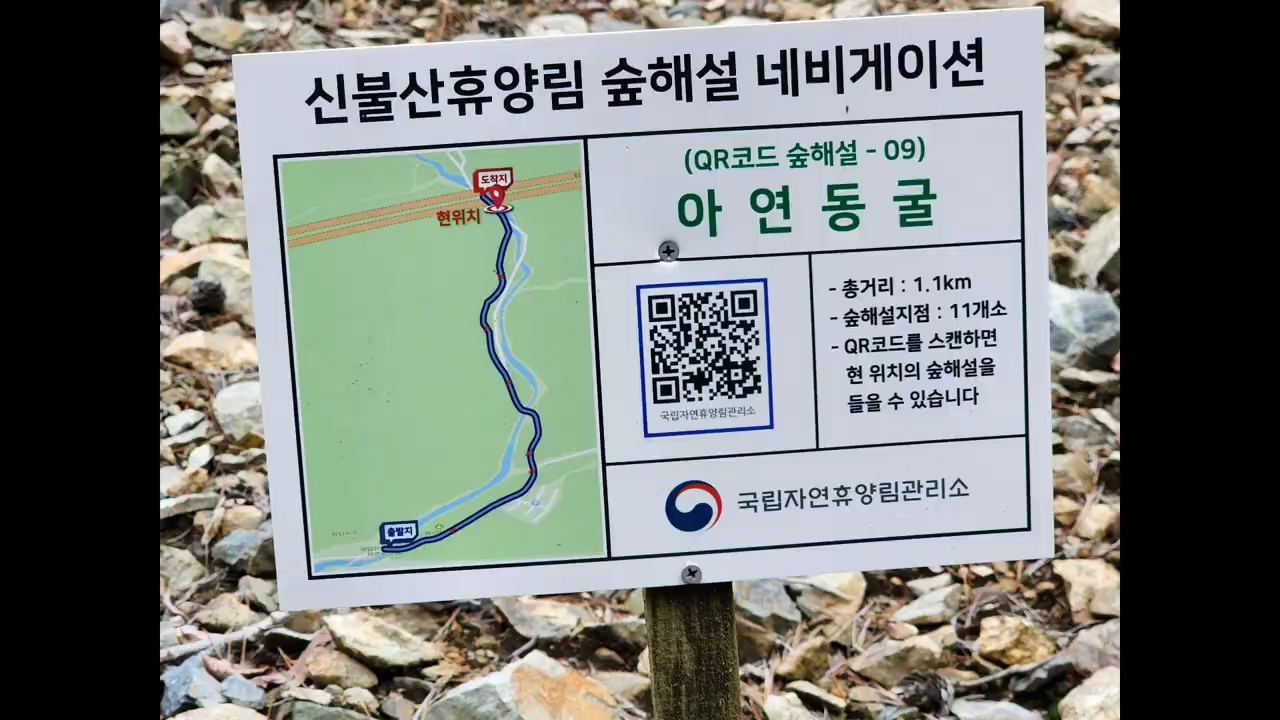 신불산휴양림 숲해설 네비게이션
도착지
현위치
출발지
(QR코드 숲해설 - 09)
아연동굴
국립자연휴양림관리소
- 총거리 : 1.1km
- 숲해설지점 : 11개소
- QR코드를 스캔하면
현 위치의 숲해설을
들을 수 있습니다
국립자연휴양림관리소